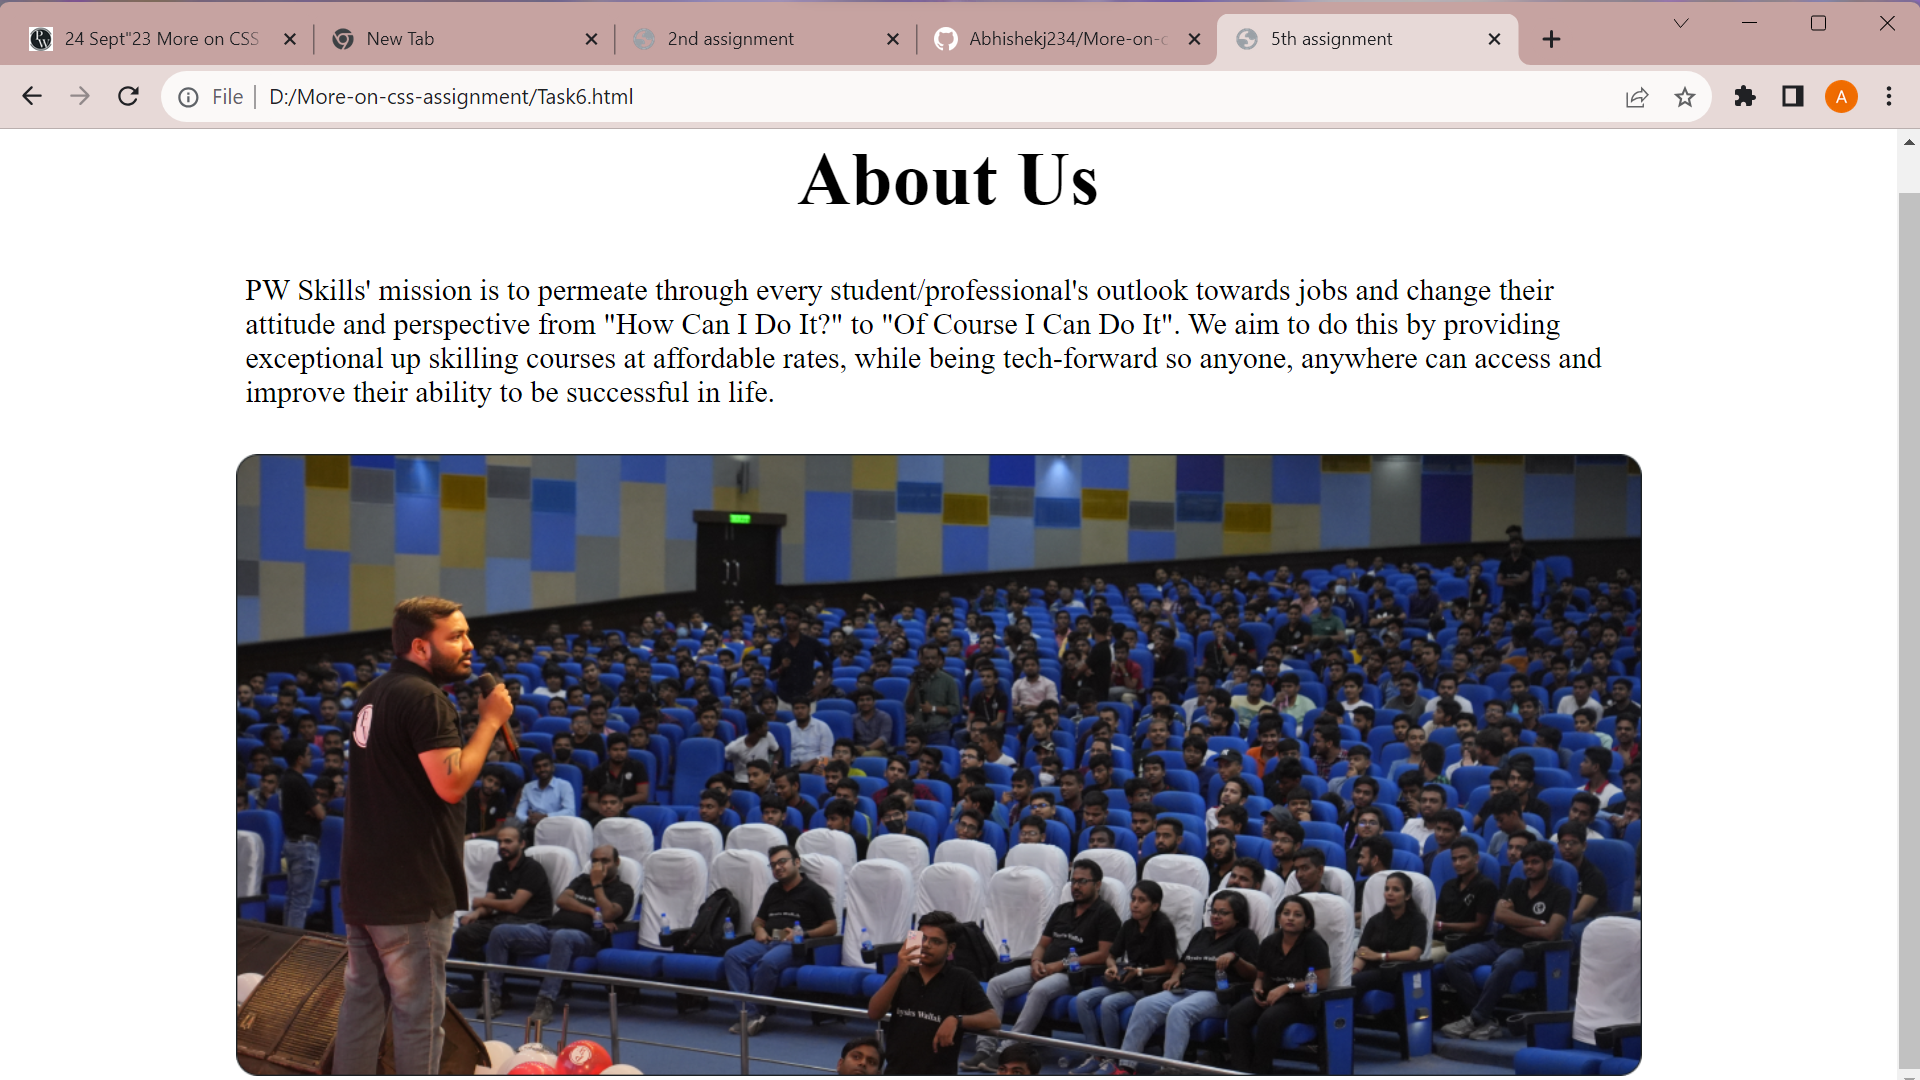 24 Sept"23 More on CSS
New Tab
2nd assignment
Abhishekj234/More-on-c
5th assignment
File
D:/More-on-css-assignment/Task6.html
A
About Us
PW Skills' mission is to permeate through every student/professional's outlook towards jobs and change their
attitude and perspective from "How Can I Do It?" to "Of Course I Can Do It". We aim to do this by providing
exceptional up skilling courses at affordable rates, while being tech-forward so anyone, anywhere can access and
improve their ability to be successful in life.